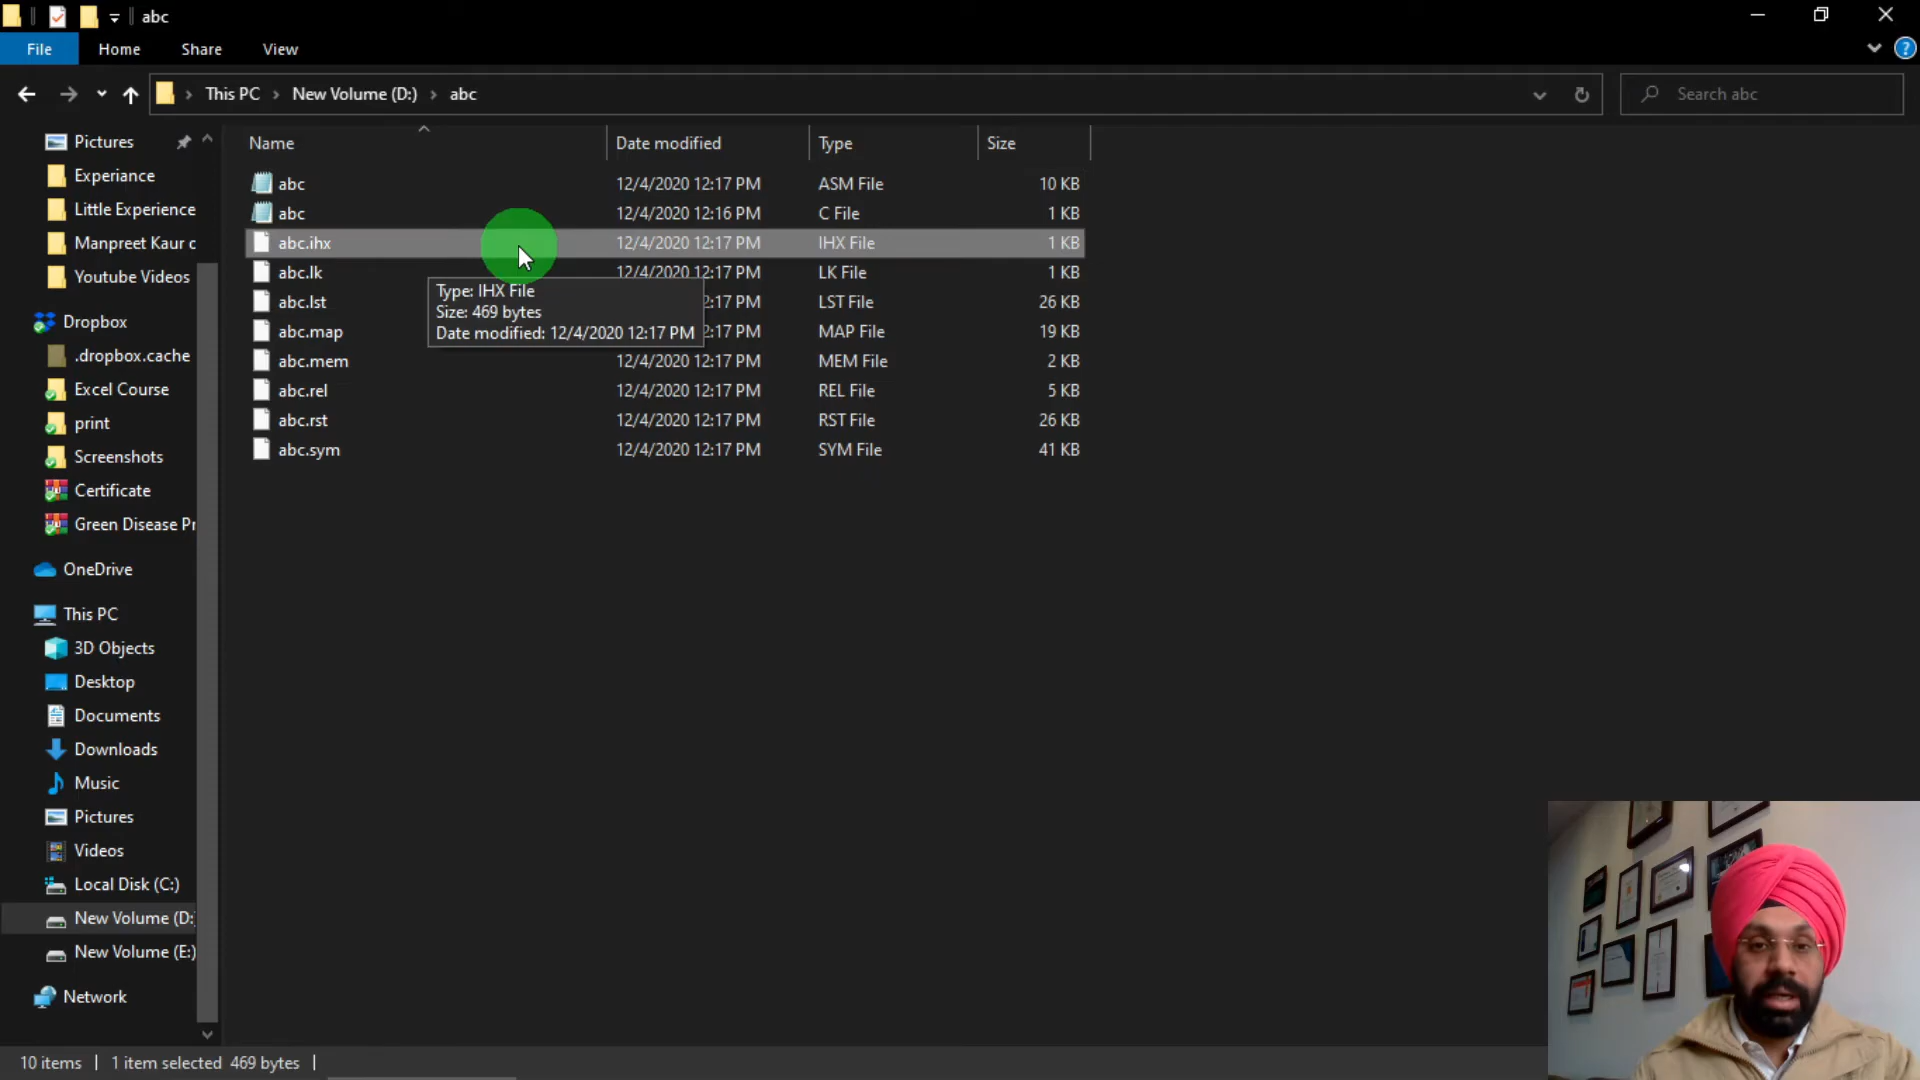 abc
File Home Share View
This PC New Volume (D:) abc Search abc
Name Date modified Type Size
abc 12/4/2020 12:17 PM ASM File 10 KB
abc 12/4/2020 12:16 PM C File 1 KB
abc.ihx 12/4/2020 12:17 PM IHX File 1 KB
abc.lk 12/4/2020 12:17 PM LK File 1 KB
abc.lst 2:17 PM LST File 26 KB
abc.map 2:17 PM MAP File 19 KB
abc.mem 12/4/2020 12:17 PM MEM File 2 KB
abc.rel 12/4/2020 12:17 PM REL File 5 KB
abc.rst 12/4/2020 12:17 PM RST File 26 KB
abc.sym 12/4/2020 12:17 PM SYM File 41 KB
Type: IHX File
Size: 469 bytes
Date modified: 12/4/2020 12:17 PM
Pictures
Experiance
Little Experience
Manpreet Kaur c
Youtube Videos
Dropbox
.dropbox.cache
Excel Course
print
Screenshots
Certificate
Green Disease Pr
OneDrive
This PC
3D Objects
Desktop
Documents
Downloads
Music
Pictures
Videos
Local Disk (C:)
New Volume (D:
New Volume (E:)
Network
10 items 1 item selected 469 bytes